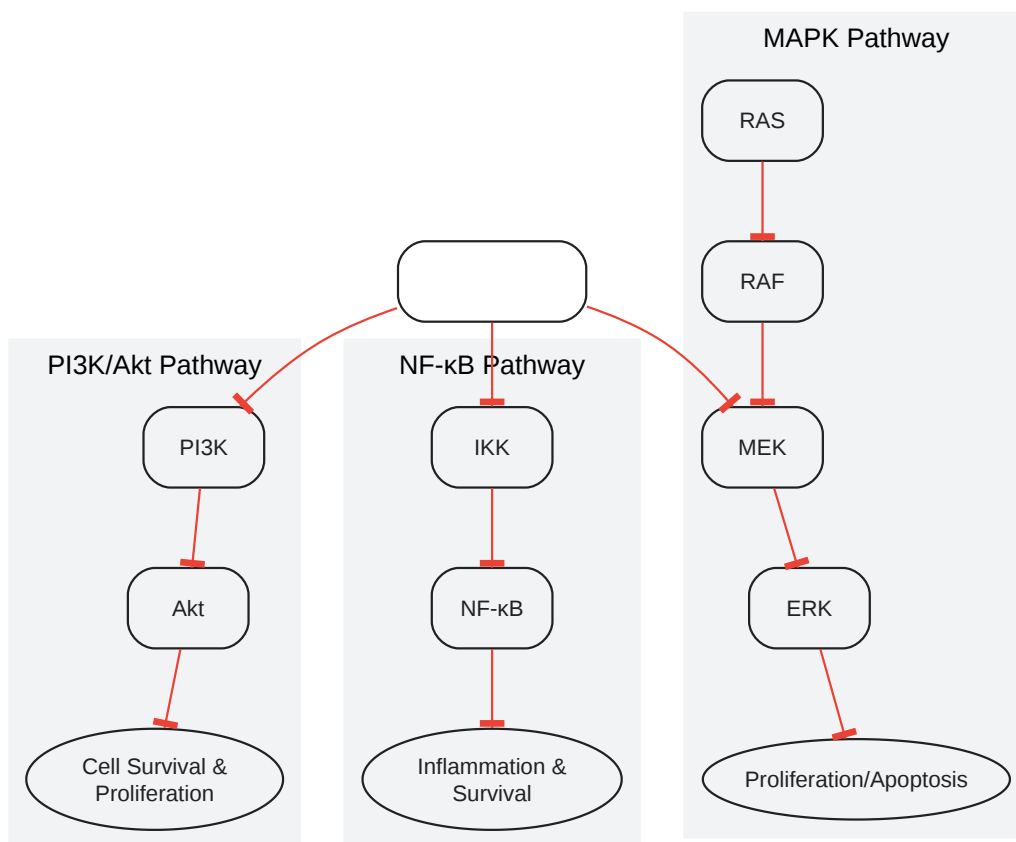 MAPK Pathway
RAS
RAF
PI3K/Akt Pathway
NF-κB Pathway
PI3K
IKK
MEK
Akt
NF-κB
ERK
Cell Survival &
Proliferation
Inflammation &
Survival
Proliferation/Apoptosis